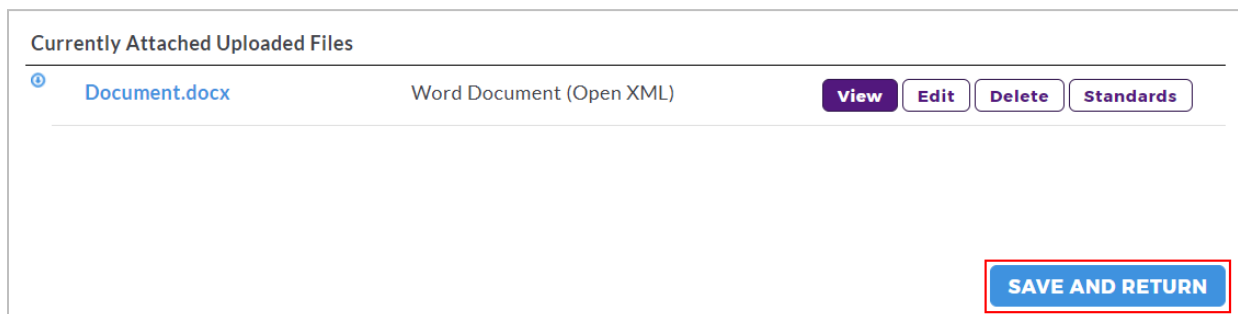 Currently Attached Uploaded Files
Document.docx Word Document (Open XML) View Edit Delete Standards
SAVE AND RETURN